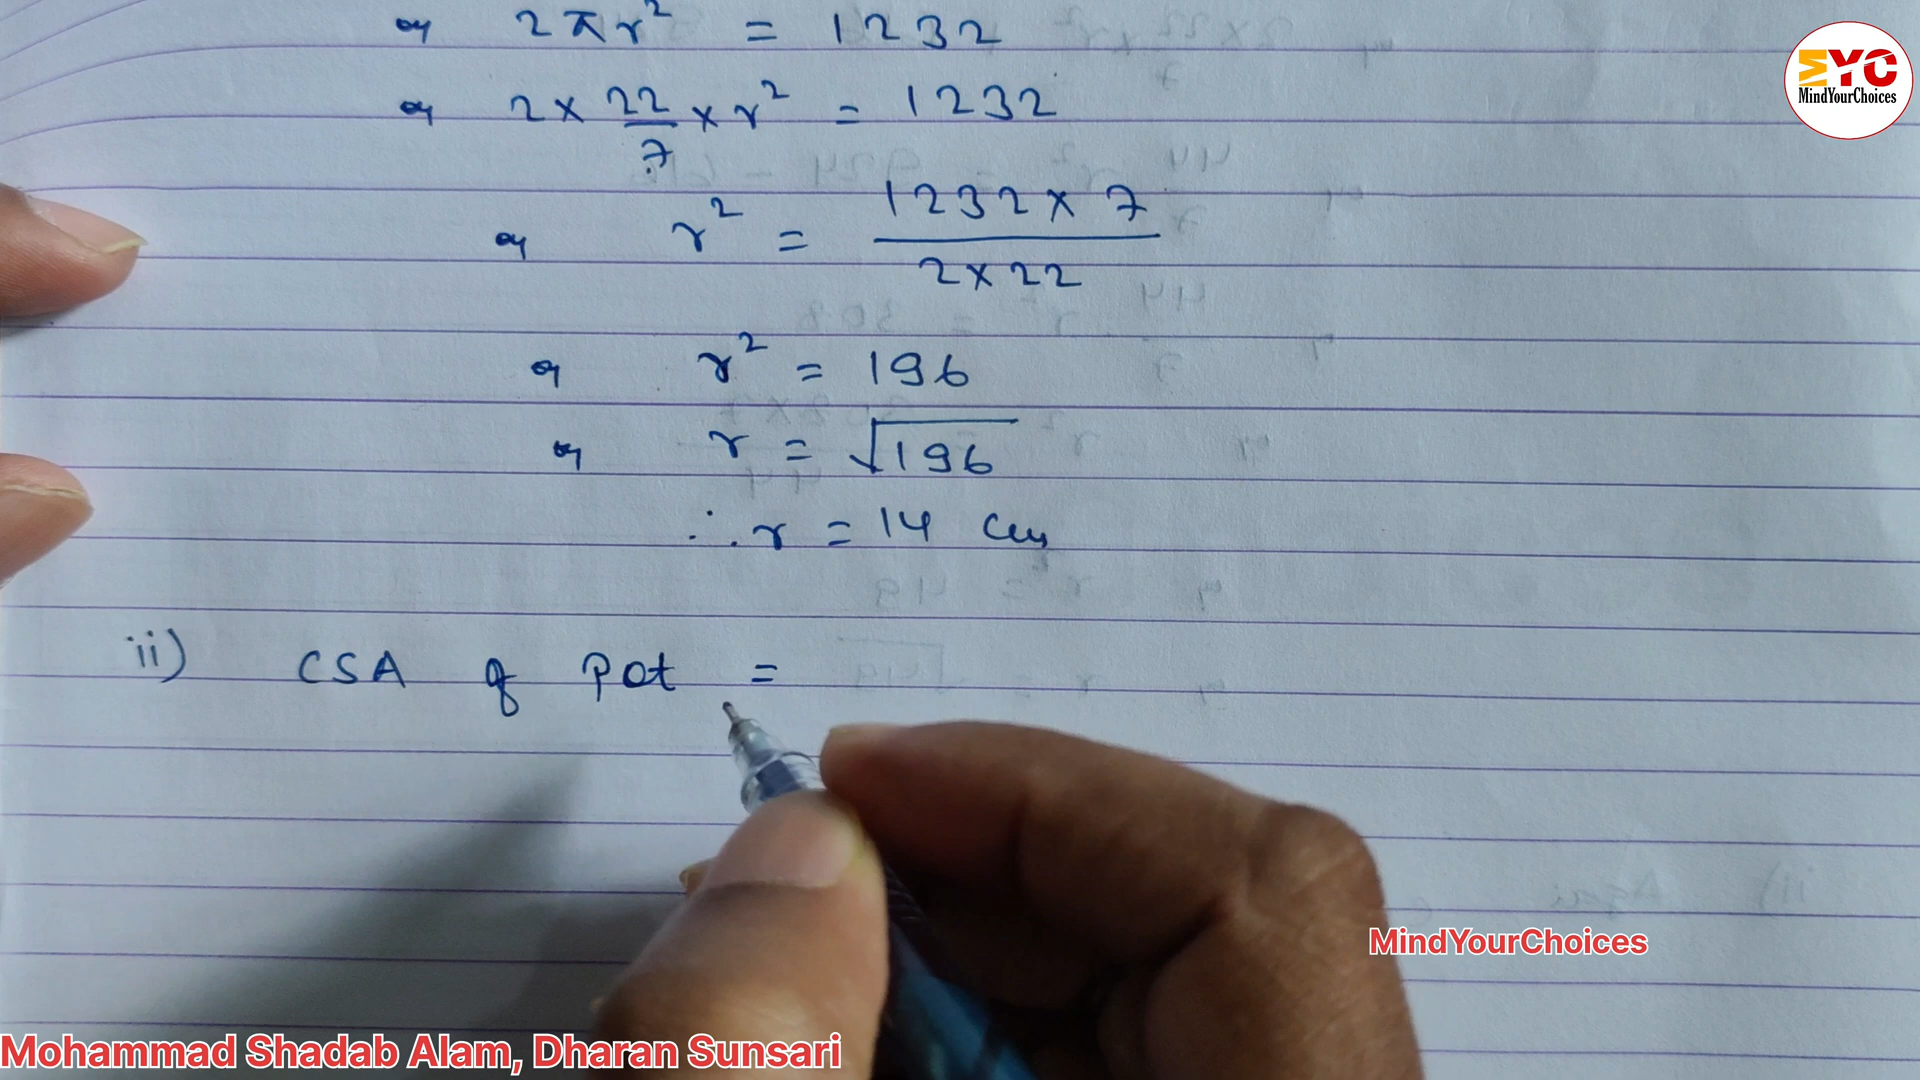 or 2πr² = 1232
or 2 × 22/7 × r² = 1232
or r² = 1232 × 7 / 2 × 22
or r² = 196
or r = √196
∴ r = 14 cm
ii) CSA of Pot =
MYC
MindYourChoices
MindYourChoices
Mohammad Shadab Alam, Dharan Sunsari